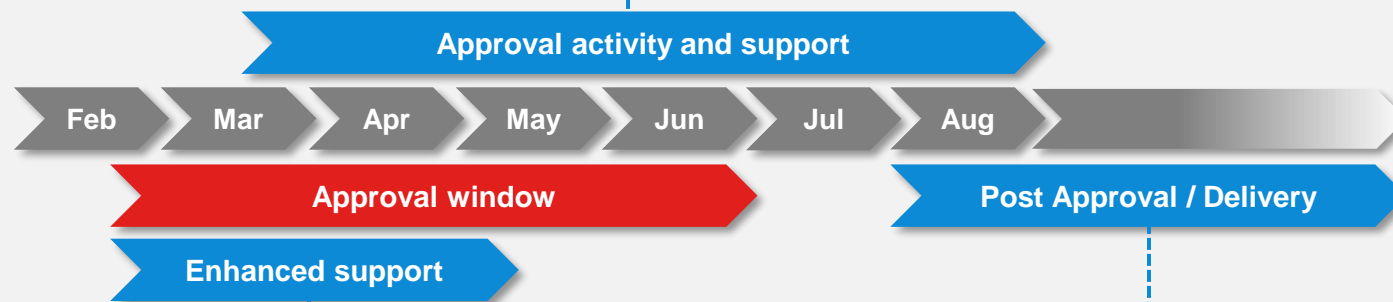 Approval activity and support
Feb Mar Apr May Jun Jul Aug
Approval window
Post Approval / Delivery
Enhanced support